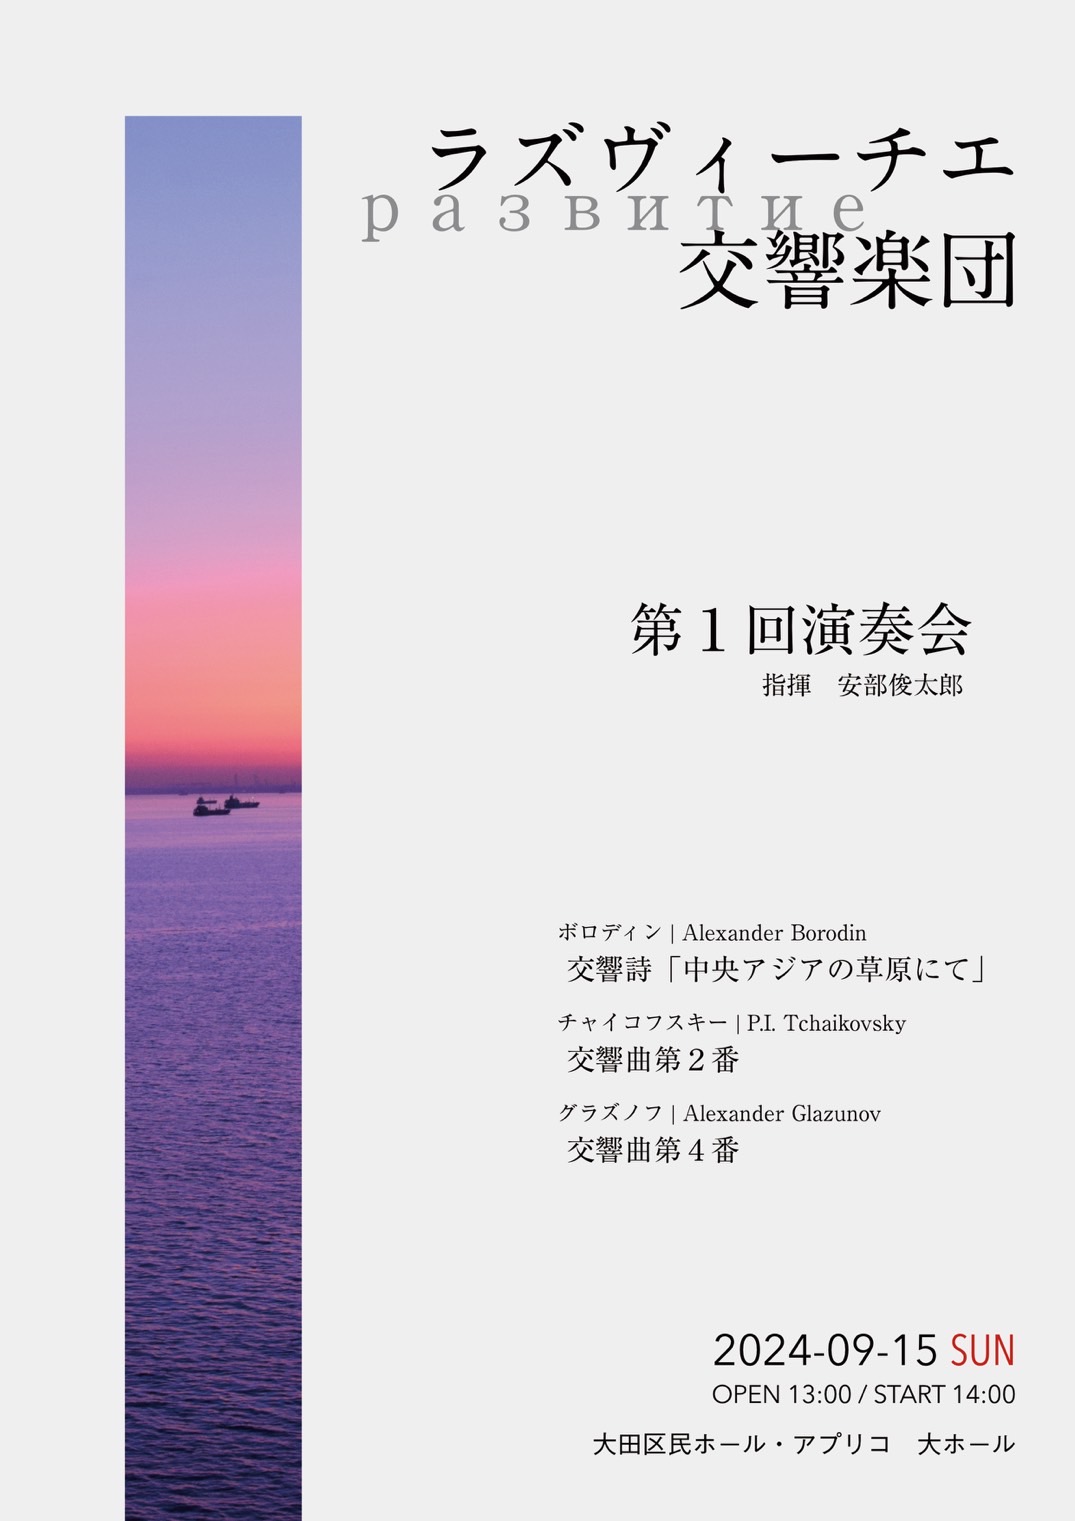 ラズヴィーチエ
развитие
交響楽団
第１回演奏会
指揮　安部俊太郎
ボロディン | Alexander Borodin
交響詩「中央アジアの草原にて」
チャイコフスキー | P.I. Tchaikovsky
交響曲第２番
グラズノフ | Alexander Glazunov
交響曲第４番
2024-09-15 SUN
OPEN 13:00 / START 14:00
大田区民ホール・アプリコ　大ホール